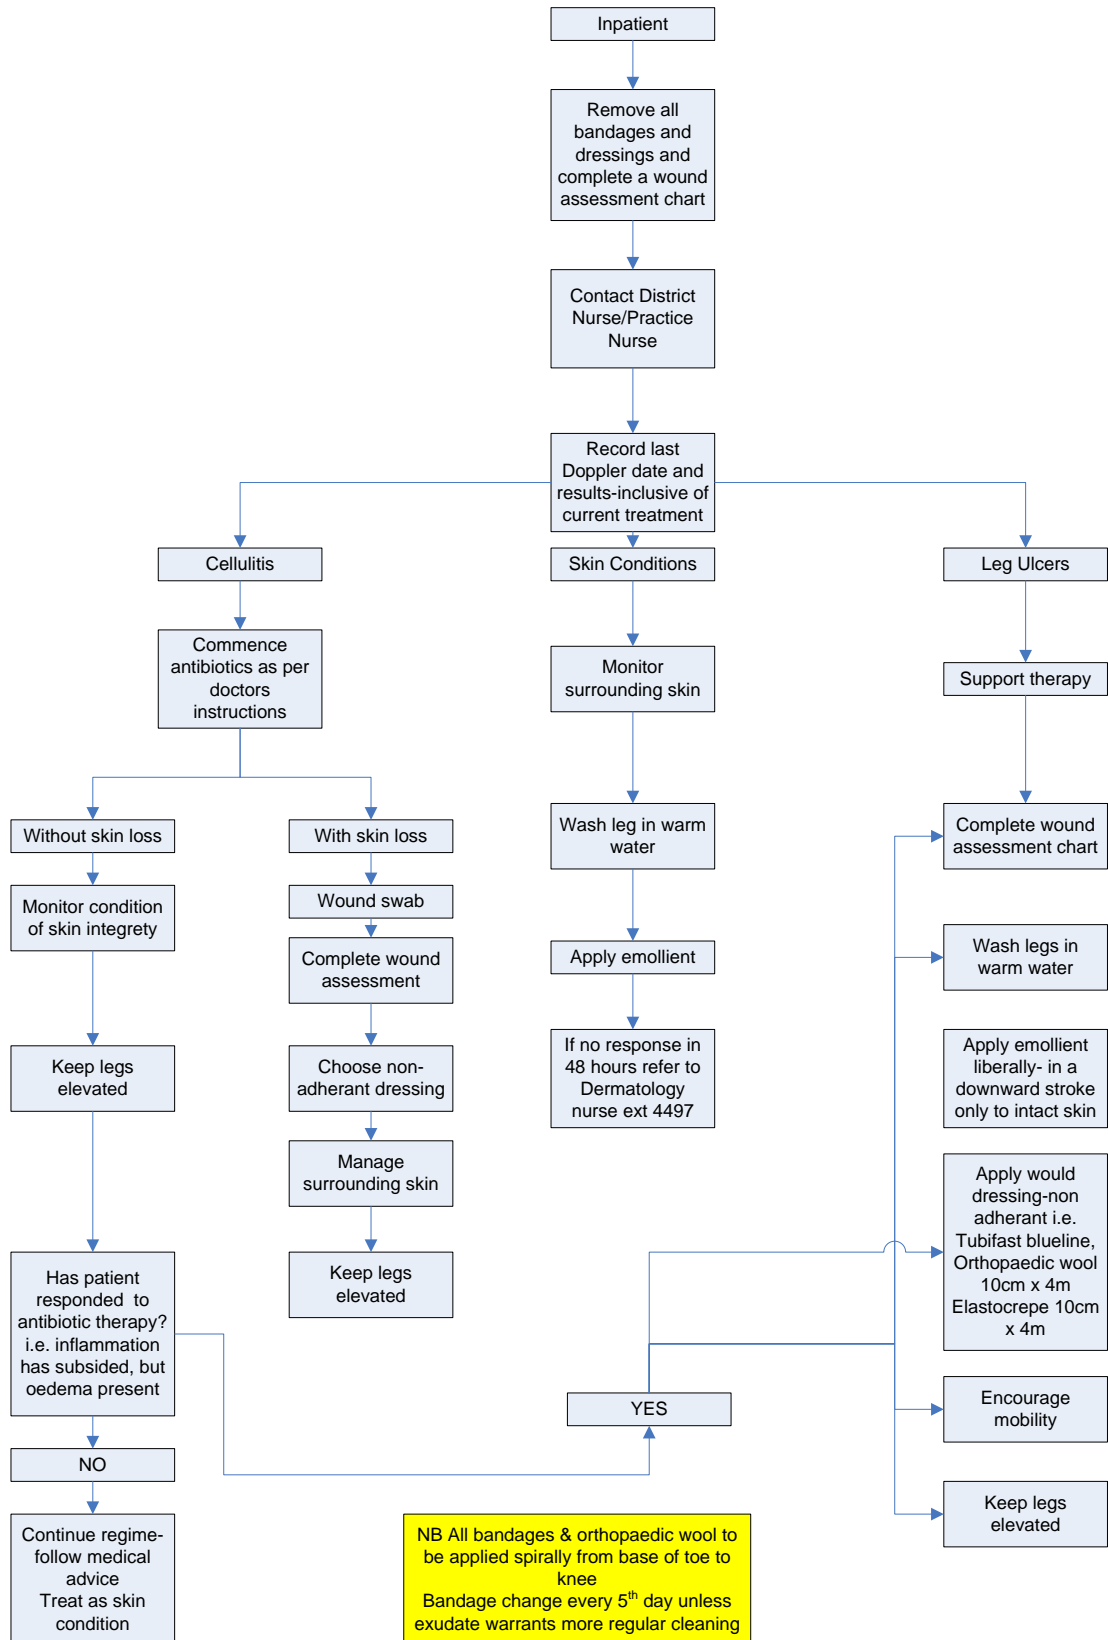 Inpatient
Remove all
bandages and
dressings and
complete a wound
assessment chart
Contact District
Nurse/Practice
Nurse
Record last
Doppler date and
results-inclusive of
current treatment
Cellulitis
Skin Conditions
Leg Ulcers
Commence
antibiotics as per
doctors
instructions
Monitor
surrounding skin
Support therapy
Without skin loss
With skin loss
Wash leg in warm
water
Complete wound
assessment chart
Monitor condition
of skin integrety
Wound swab
Complete wound
assessment
Apply emollient
Wash legs in
warm water
Keep legs
elevated
Choose non-
adherant dressing
If no response in
48 hours refer to
Dermatology
nurse ext 4497
Apply emollient
liberally- in a
downward stroke
only to intact skin
Manage
surrounding skin
Apply would
dressing-non
adherant i.e.
Tubifast blueline,
Orthopaedic wool
10cm x 4m
Elastocrepe 10cm
x 4m
Has patient
responded  to
antibiotic therapy?
i.e. inflammation
has subsided, but
oedema present
Keep legs
elevated
YES
Encourage
mobility
NO
Keep legs
elevated
Continue regime-
follow medical
advice
Treat as skin
condition
NB All bandages & orthopaedic wool to
be applied spirally from base of toe to
knee
Bandage change every 5th day unless
exudate warrants more regular cleaning